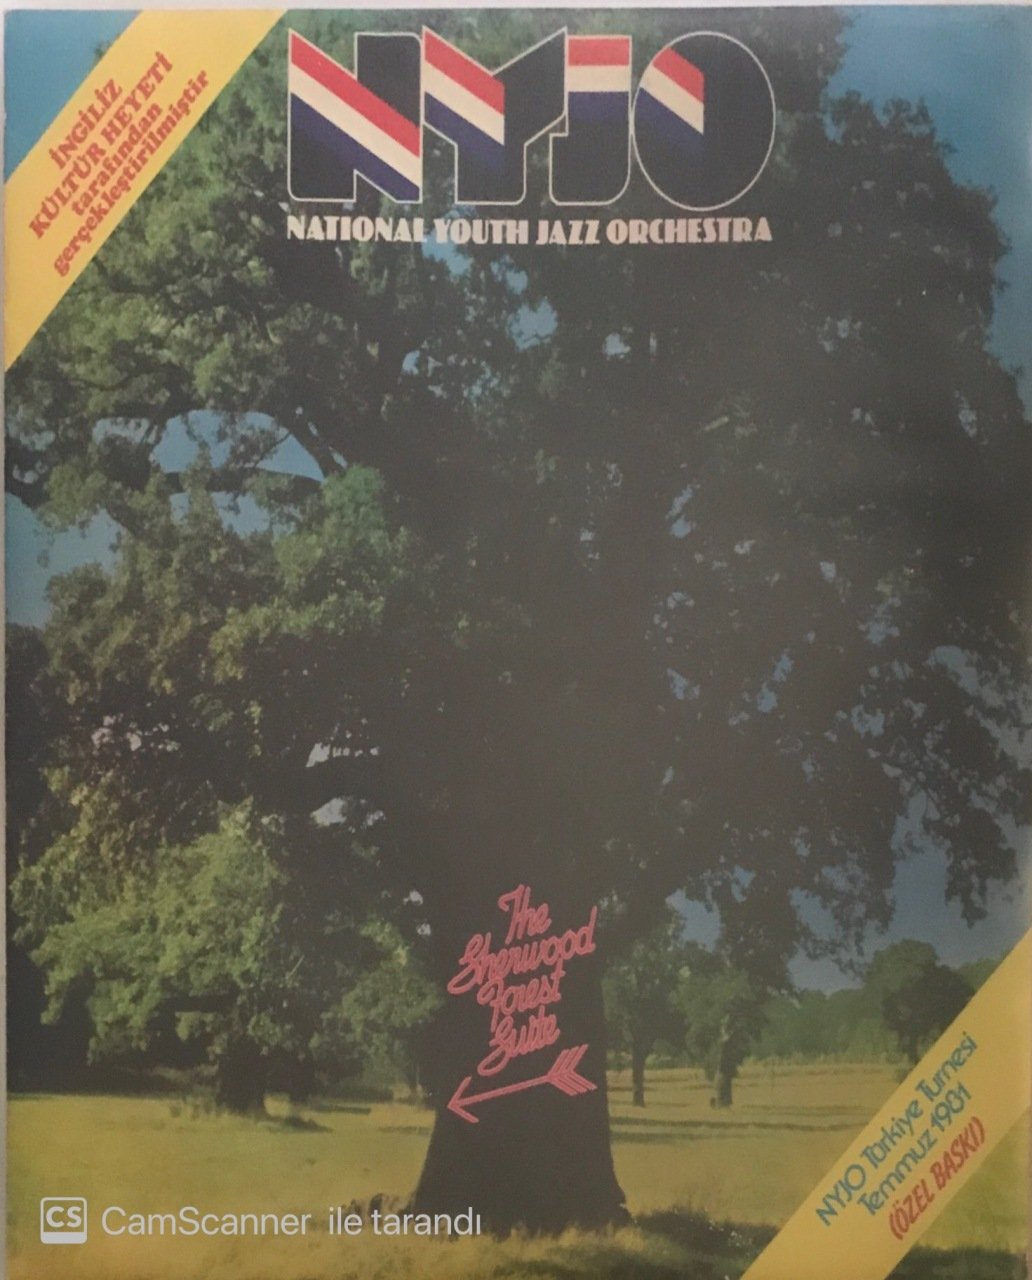 İNGİLİZ
KÜLTÜR HEYETİ
tarafından
gerçekleştirilmiştir
NYJO
NATIONAL YOUTH JAZZ ORCHESTRA
The
Sherwood
Forest
Suite
NYJO Türkiye Turnesi
Temmuz 1981
(ÖZEL BASKI)
CS CamScanner ile tarandı